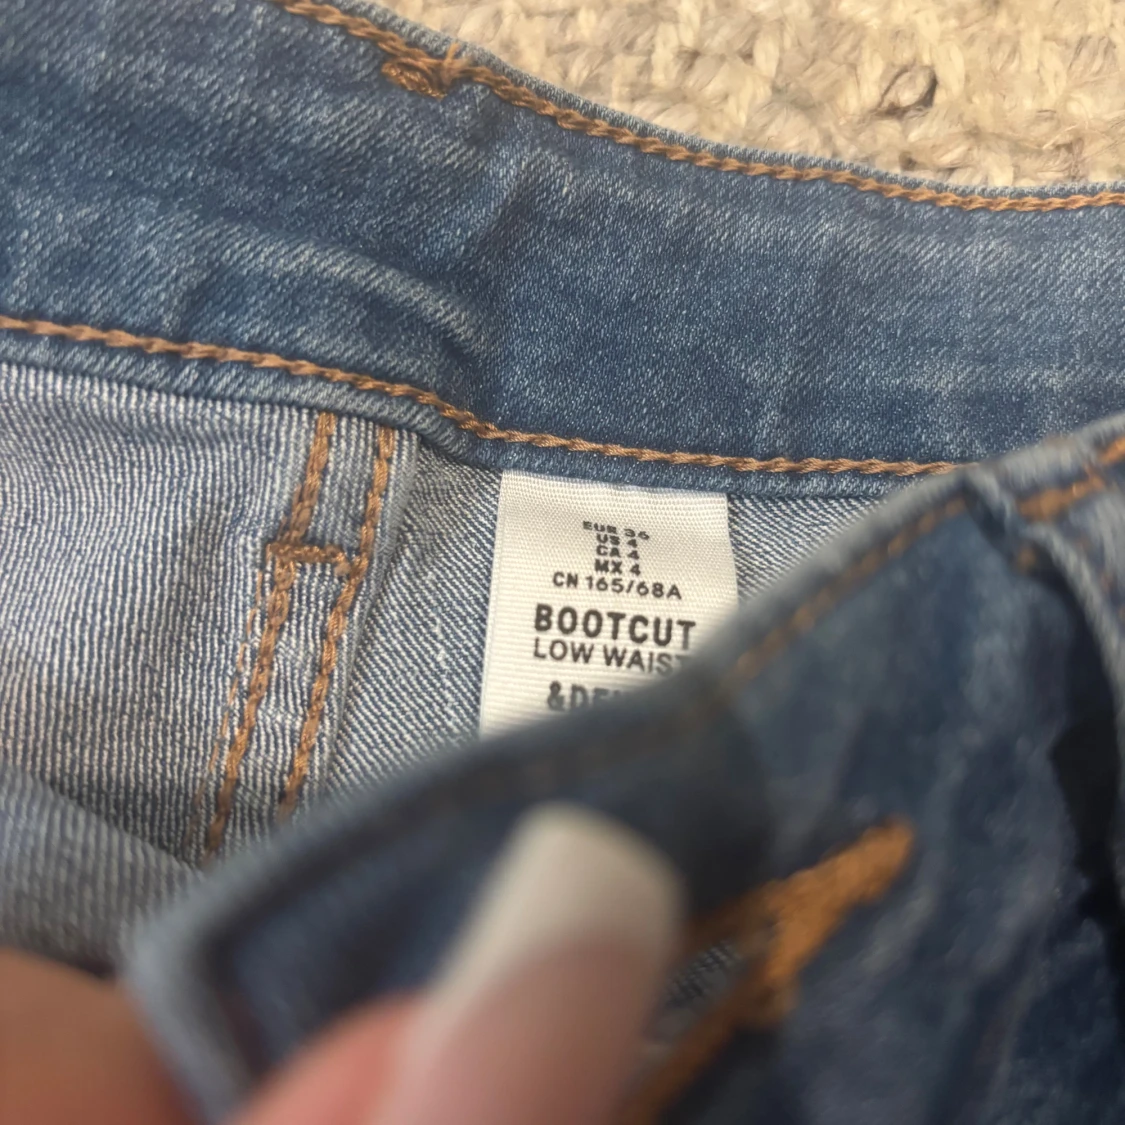 EUR 36
US 4
CA 4
MX 4
CN 165/68A
BOOTCUT
LOW WAIST